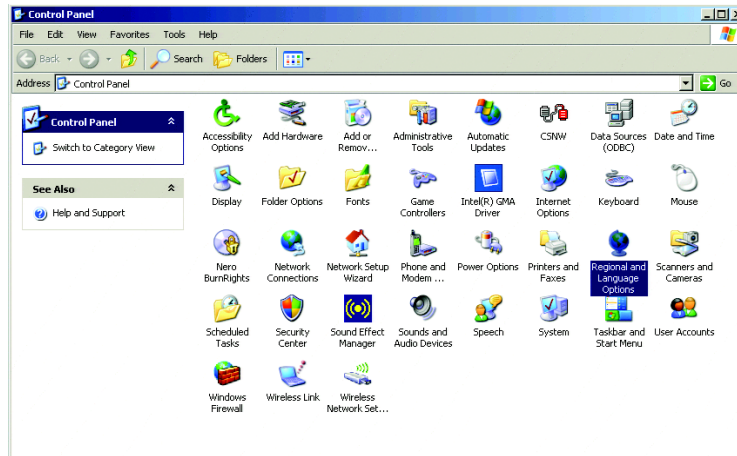 Control Panel
File Edit View Favorites Tools Help
Back Search Folders
Address Control Panel Go
Control Panel
Switch to Category View
See Also
Help and Support
Accessibility
Options
Add Hardware
Add or
Remov...
Administrative
Tools
Automatic
Updates
CSNW
Data Sources
(ODBC)
Date and Time
Display
Folder Options
Fonts
Game
Controllers
Intel(R) GMA
Driver
Internet
Options
Keyboard
Mouse
Nero
BurnRights
Network
Connections
Network Setup
Wizard
Phone and
Modem ...
Power Options
Printers and
Faxes
Regional and
Language
Options
Scanners and
Cameras
Scheduled
Tasks
Security
Center
Sound Effect
Manager
Sounds and
Audio Devices
Speech
System
Taskbar and
Start Menu
User Accounts
Windows
Firewall
Wireless Link
Wireless
Network Set...